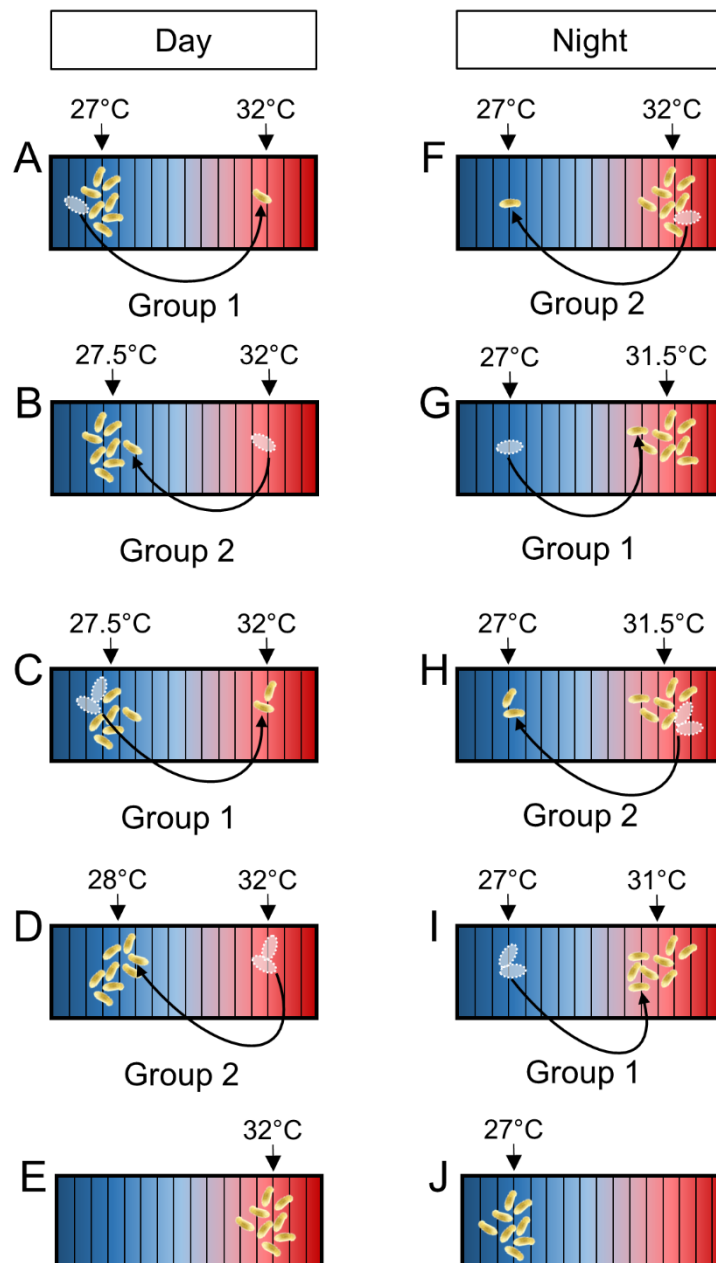 Day
Night
27°C 32°C
27°C 32°C
A
F
Group 1
Group 2
27.5°C 32°C
27°C 31.5°C
B
G
Group 2
Group 1
27.5°C 32°C
27°C 31.5°C
C
H
Group 1
Group 2
28°C 32°C
27°C 31°C
D
I
Group 2
Group 1
32°C
27°C
E
J